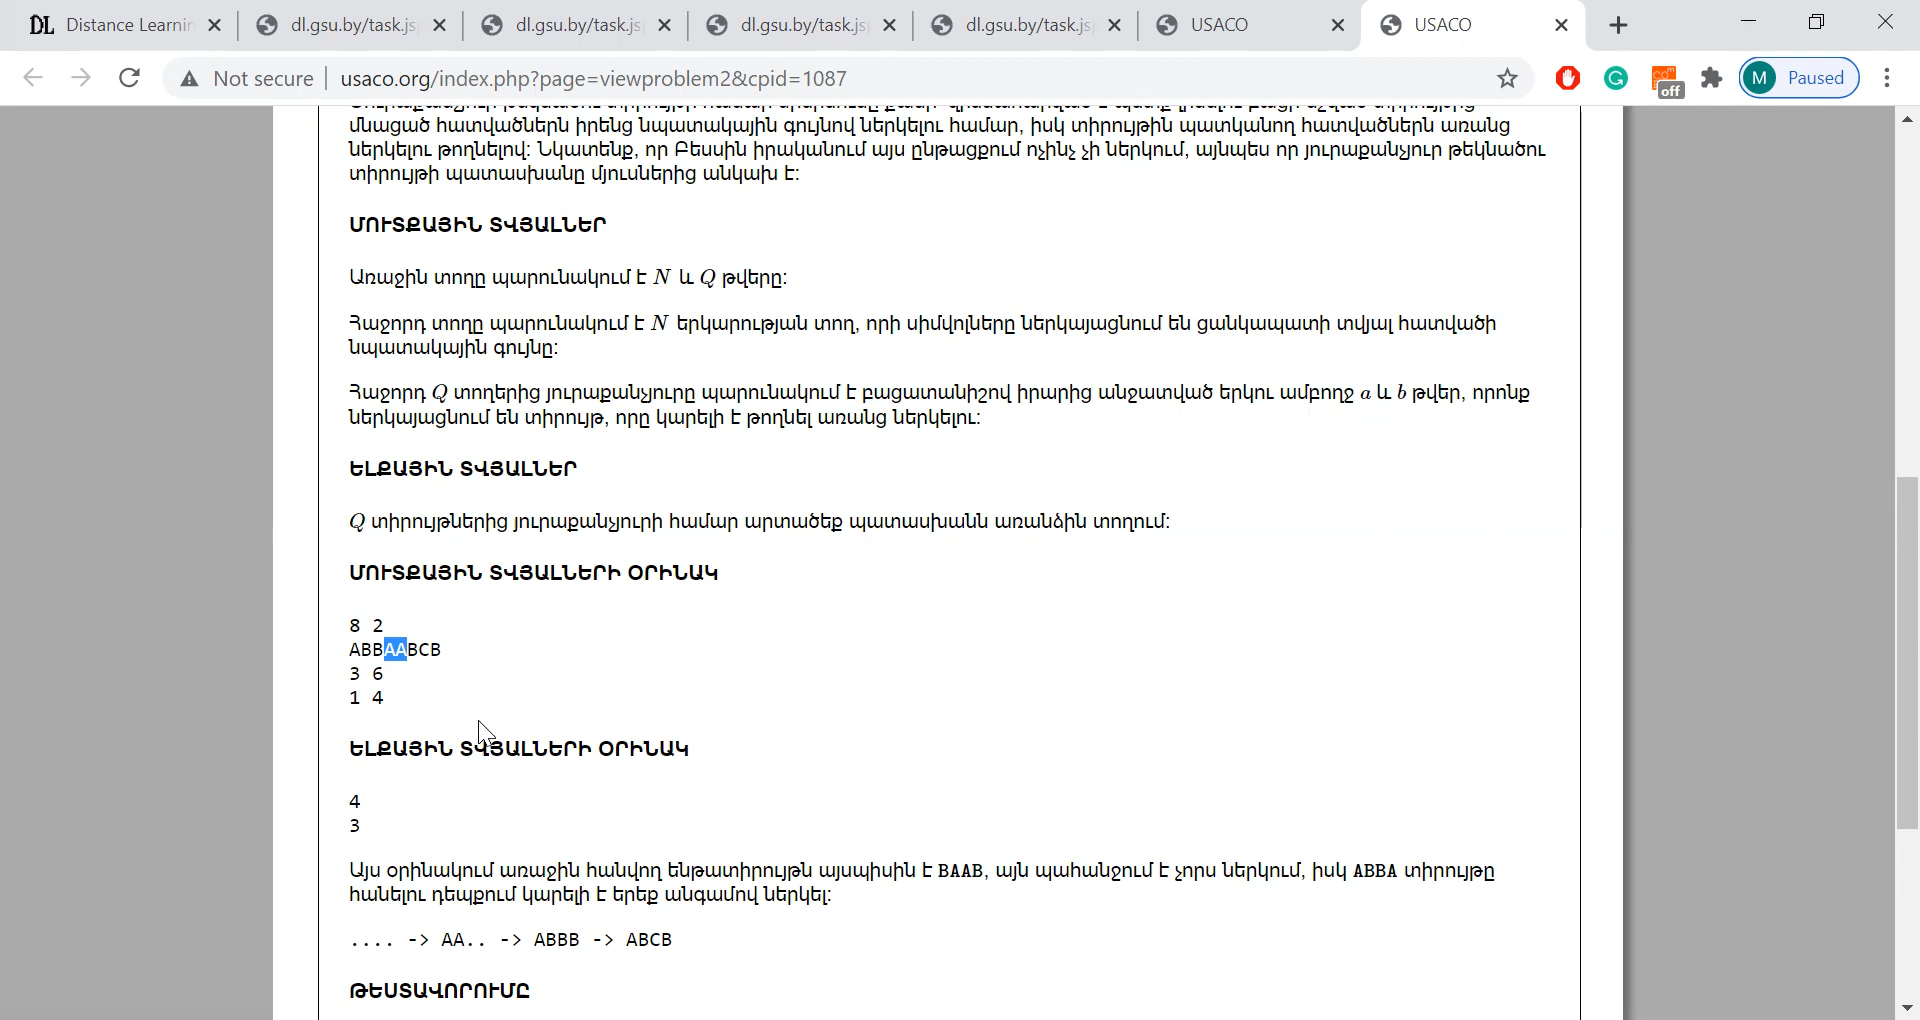 DL Distance Learnin
dl.gsu.by/task.js
dl.gsu.by/task.js
dl.gsu.by/task.js
dl.gsu.by/task.js
USACO
USACO
Not secure
usaco.org/index.php?page=viewproblem2&cpid=1087
off
M Paused
մնացած հատվածներն իրենց նպատակային գույնով ներկելու համար, իսկ տիրույթին պատկանող հատվածներն առանց
ներկելու թողնելով: Նկատենք, որ Բեսսին իրականում այս ընթացքում ոչինչ չի ներկում, այնպես որ յուրաքանչյուր թեկնածու
տիրույթի պատասխանը մյուսներից անկախ է:
ՄՈՒՏՔԱՅԻՆ ՏՎՅԱԼՆԵՐ
Առաջին տողը պարունակում է N և Q թվերը:
Հաջորդ տողը պարունակում է N երկարության տող, որի սիմվոլները ներկայացնում են ցանկապատի տվյալ հատվածի
նպատակային գույնը:
Հաջորդ Q տողերից յուրաքանչյուրը պարունակում է բացատանիշով իրարից անջատված երկու ամբողջ a և b թվեր, որոնք
ներկայացնում են տիրույթ, որը կարելի է թողնել առանց ներկելու:
ԵԼՔԱՅԻՆ ՏՎՅԱԼՆԵՐ
Q տիրույթներից յուրաքանչյուրի համար արտածեք պատասխանն առանձին տողում:
ՄՈՒՏՔԱՅԻՆ ՏՎՅԱԼՆԵՐԻ ՕՐԻՆԱԿ
8 2
ABBAABCB
3 6
1 4
ԵԼՔԱՅԻՆ ՏՎՅԱԼՆԵՐԻ ՕՐԻՆԱԿ
4
3
Այս օրինակում առաջին հանվող ենթատիրույթն այսպիսին է BAAB, այն պահանջում է չորս ներկում, իսկ ABBA տիրույթը
հանելու դեպքում կարելի է երեք անգամով ներկել:
.... -> AA.. -> ABBB -> ABCB
ԹԵՍՏԱՎՈՐՈՒՄԸ